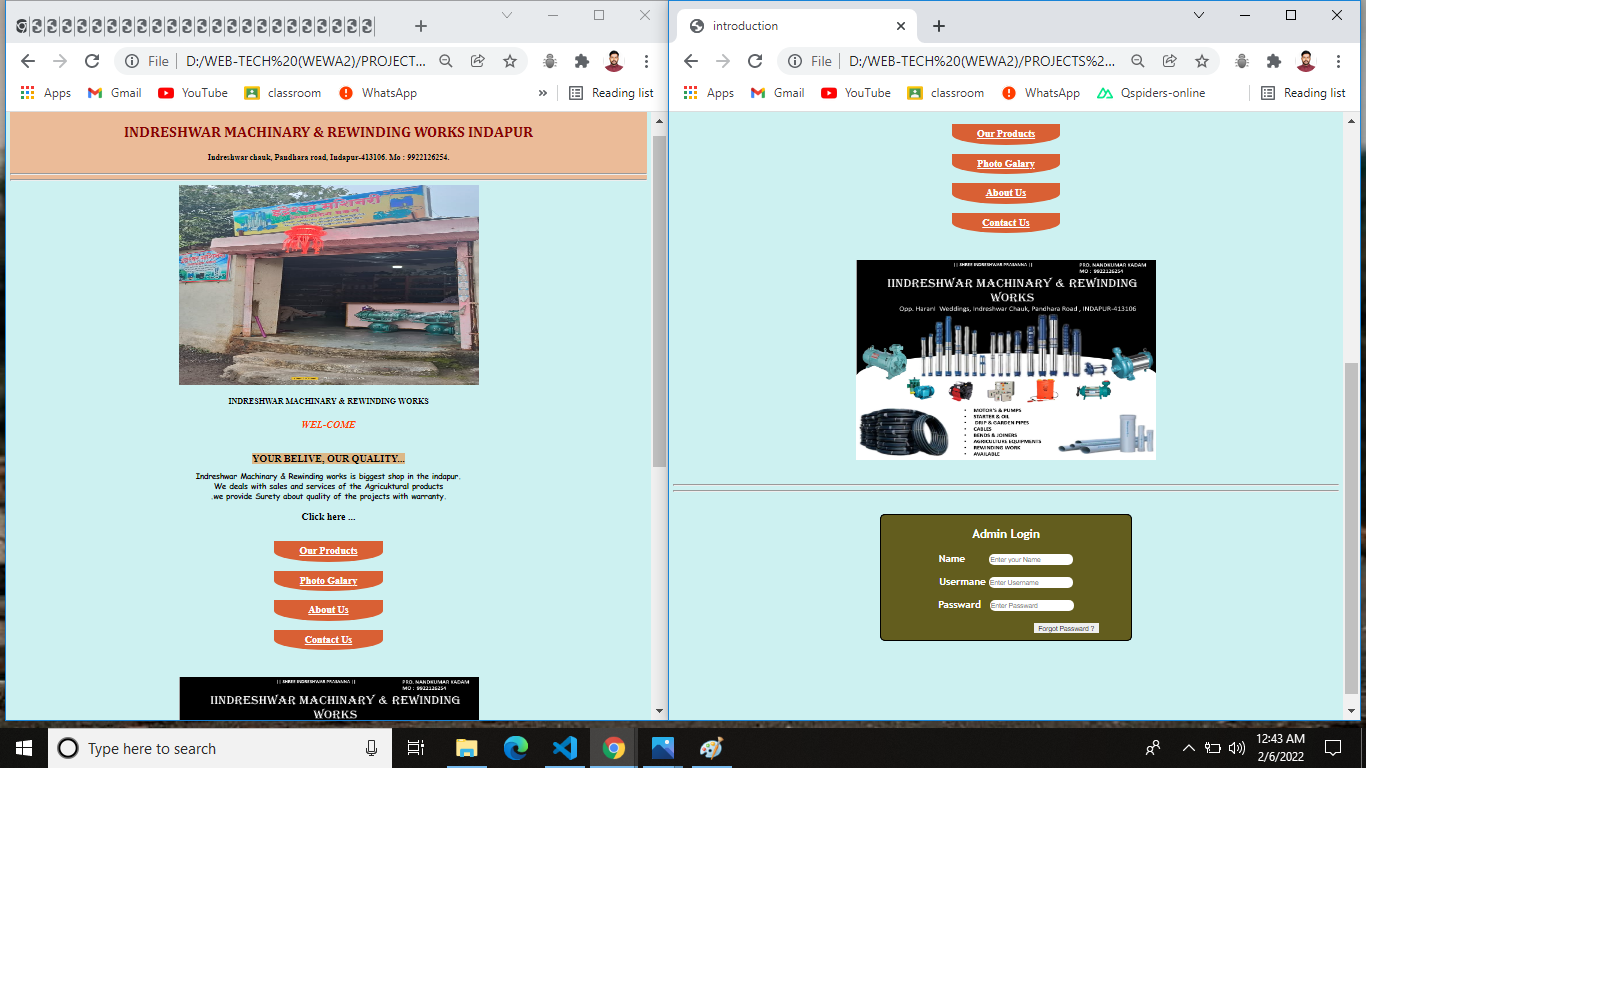 introduction
File
D:/WEB-TECH%20(WEWA2)/PROJECT...
File
D:/WEB-TECH%20(WEWA2)/PROJECTS%2...
Apps
Gmail
YouTube
classroom
WhatsApp
»
Reading list
Apps
Gmail
YouTube
classroom
WhatsApp
Qspiders-online
Reading list
INDRESHWAR MACHINARY & REWINDING WORKS INDAPUR
Indreshwar chauk, Pandhara road, Indapur-413106. Mo : 9922126254.
INDRESHWAR MACHINARY & REWINDING WORKS
WEL-COME
YOUR BELIVE, OUR QUALITY...
Indreshwar Machinary & Rewinding works is biggest shop in the indapur.
We deals with sales and services of the Agricuktural products
.we provide Surety about quality of the projects with warranty.
Click here ...
Our Products
Photo Galary
About Us
Contact Us
|| SHREE INDRESHWAR PRASANNA ||
PRO. NANDKUMAR KADAM
MO : 9922126254
IINDRESHWAR MACHINARY & REWINDING
WORKS
Our Products
Photo Galary
About Us
Contact Us
|| SHREE INDRESHWAR PRASANNA ||
PRO. NANDKUMAR KADAM
MO : 9922126254
IINDRESHWAR MACHINARY & REWINDING
WORKS
Opp. Harani Weddings, Indreshwar Chauk, Pandhara Road , INDAPUR-413106
• MOTOR'S & PUMPS
• STARTER & OIL
• DRIP & GARDEN PIPES
• CABLES
• BENDS & JOINERS
• AGRICULTURE EQUIPMENTS
• REWINDING WORK
• AVAILABLE
Admin Login
Name
Enter your Name
Usermane
Enter Username
Password
Enter Password
Forgot Password ?
Type here to search
12:43 AM
2/6/2022